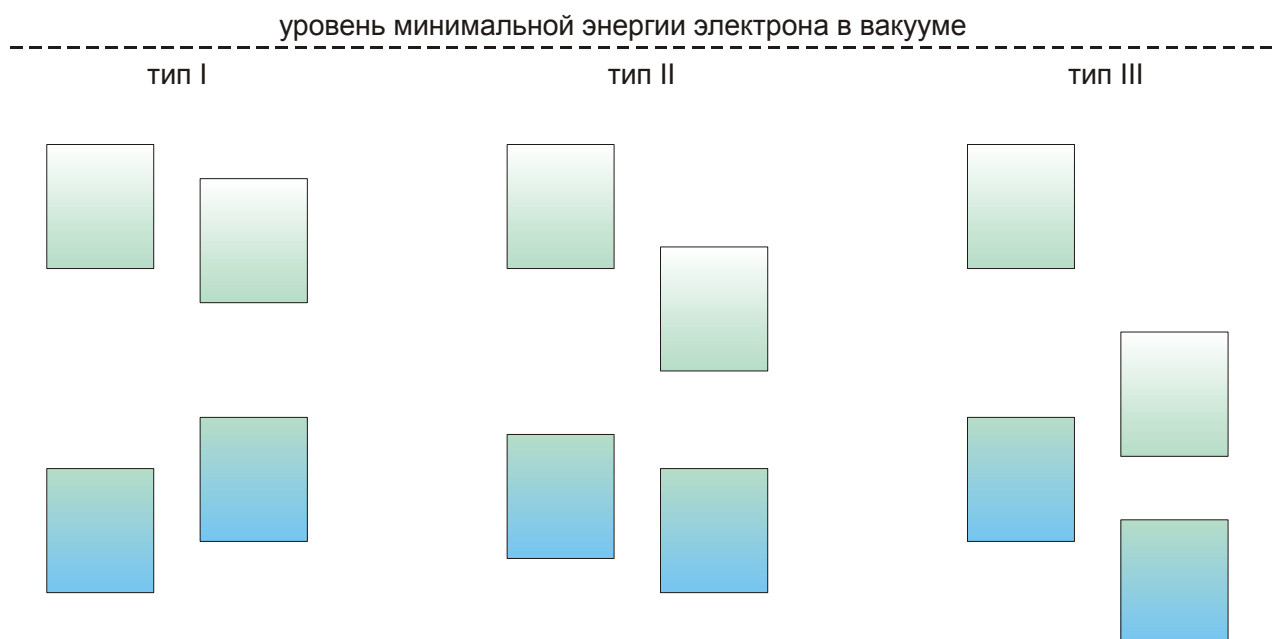 уровень минимальной энергии электрона в вакууме
тип I
тип II
тип III